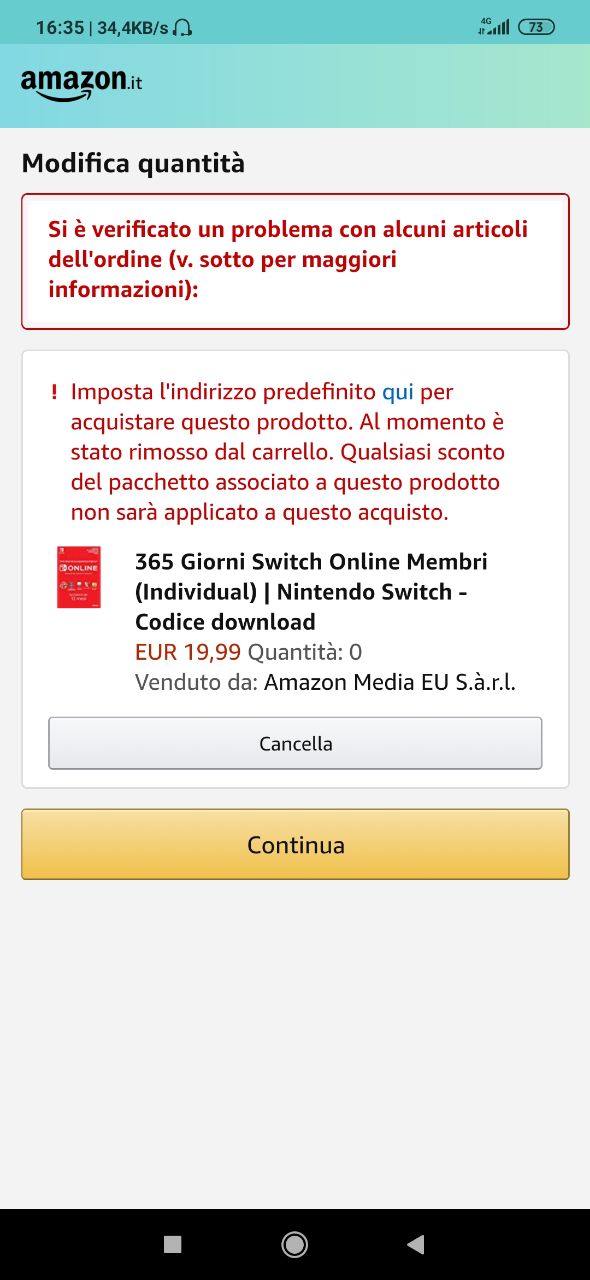 16:35 | 34,4KB/s
4G
73
amazon.it
Modifica quantità
Si è verificato un problema con alcuni articoli
dell'ordine (v. sotto per maggiori
informazioni):
! Imposta l'indirizzo predefinito qui per
acquistare questo prodotto. Al momento è
stato rimosso dal carrello. Qualsiasi sconto
del pacchetto associato a questo prodotto
non sarà applicato a questo acquisto.
ONLINE
365 Giorni Switch Online Membri
(Individual) | Nintendo Switch -
Codice download
EUR 19,99 Quantità: 0
Venduto da: Amazon Media EU S.à.r.l.
Cancella
Continua